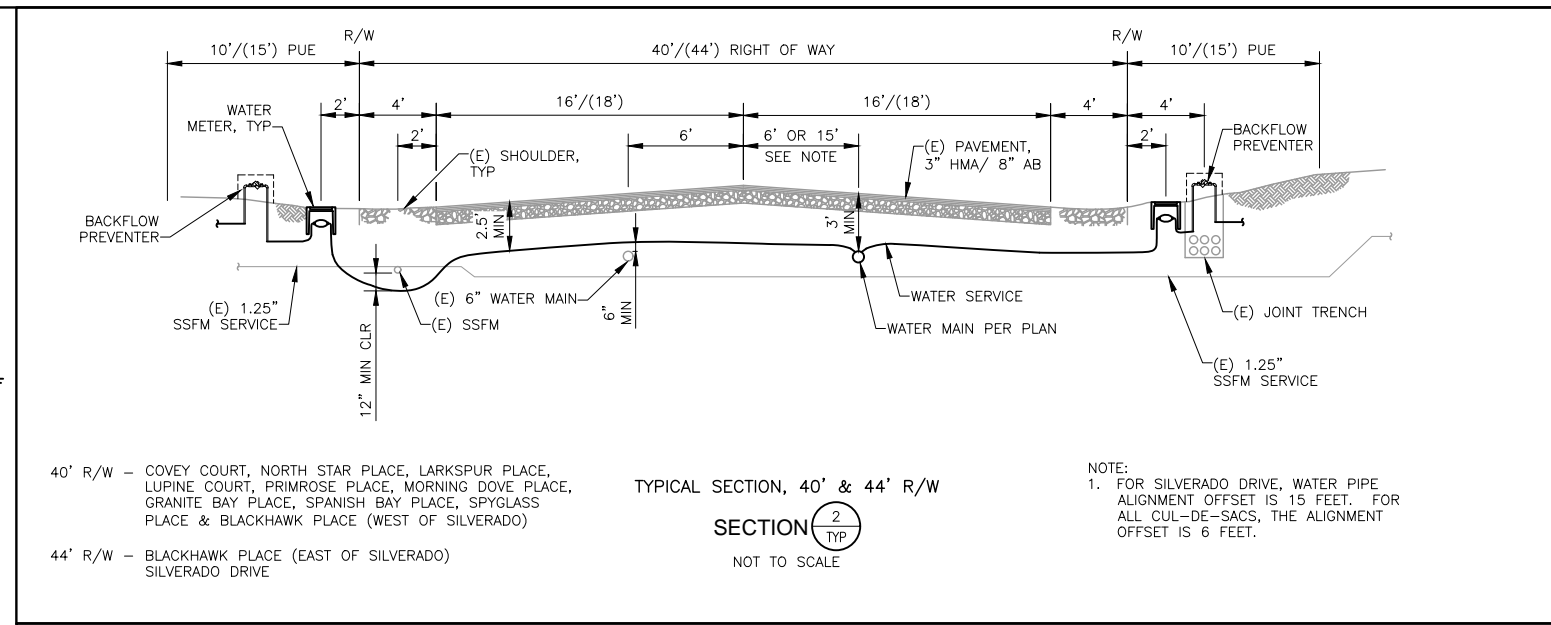 R/W
R/W
10'/(15') PUE
40'/(44') RIGHT OF WAY
10'/(15') PUE
WATER
METER, TYP
2'
4'
16'/(18')
16'/(18')
4'
4'
2'
(E) SHOULDER,
TYP
6'
6' OR 15'
SEE NOTE
(E) PAVEMENT,
3" HMA/ 8" AB
2'
BACKFLOW
PREVENTER
BACKFLOW
PREVENTER
2.5'
MIN
3'
MIN
(E) 1.25"
SSFM SERVICE
12" MIN CLR
(E) 6" WATER MAIN
(E) SSFM
6"
MIN
WATER SERVICE
WATER MAIN PER PLAN
(E) JOINT TRENCH
(E) 1.25"
SSFM SERVICE
40' R/W – COVEY COURT, NORTH STAR PLACE, LARKSPUR PLACE,
LUPINE COURT, PRIMROSE PLACE, MORNING DOVE PLACE,
GRANITE BAY PLACE, SPANISH BAY PLACE, SPYGLASS
PLACE & BLACKHAWK PLACE (WEST OF SILVERADO)
44' R/W – BLACKHAWK PLACE (EAST OF SILVERADO)
SILVERADO DRIVE
TYPICAL SECTION, 40' & 44' R/W
SECTION 2
TYP
NOT TO SCALE
NOTE:
1. FOR SILVERADO DRIVE, WATER PIPE
ALIGNMENT OFFSET IS 15 FEET. FOR
ALL CUL–DE–SACS, THE ALIGNMENT
OFFSET IS 6 FEET.